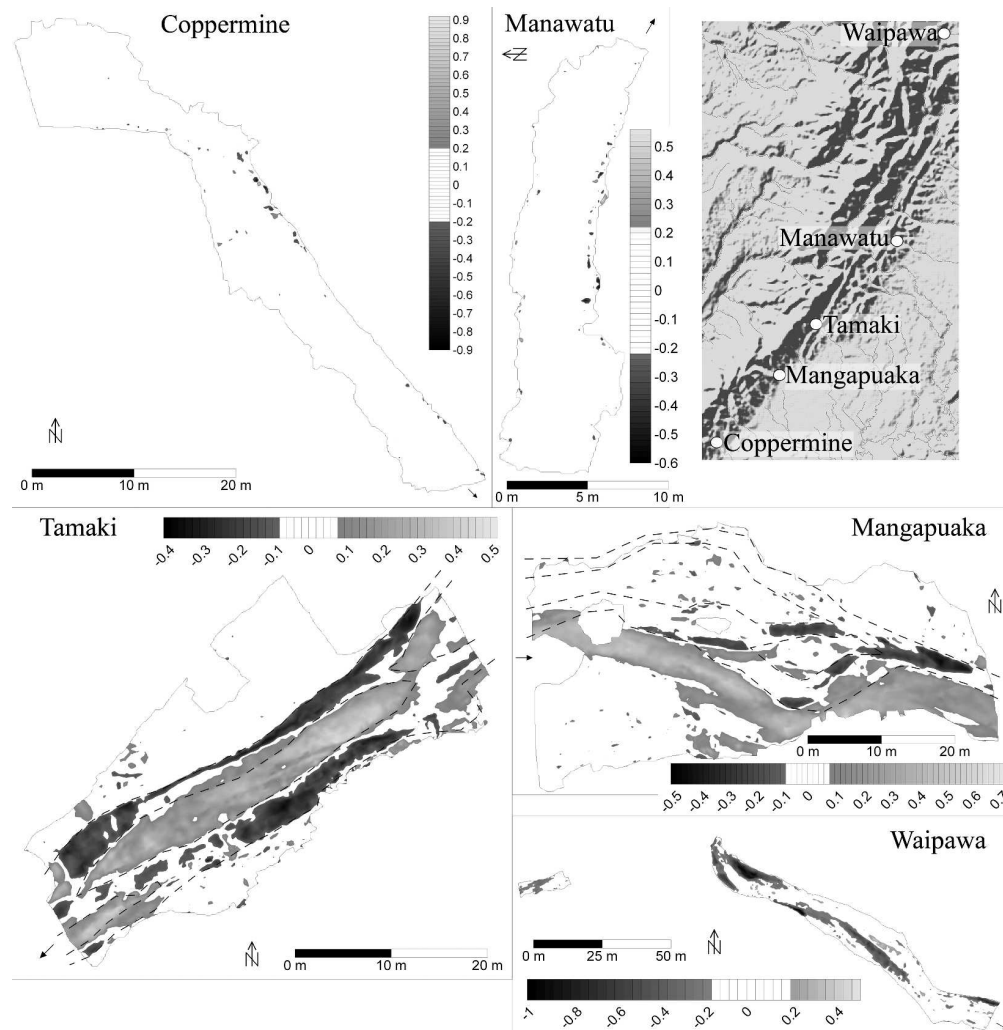 Coppermine
0.9
0.8
0.7
0.6
0.5
0.4
0.3
0.2
0.1
0
-0.1
-0.2
-0.3
-0.4
-0.5
-0.6
-0.7
-0.8
-0.9
N
0 m 10 m 20 m
Manawatu
N
0.5
0.4
0.3
0.2
0.1
0
-0.1
-0.2
-0.3
-0.4
-0.5
-0.6
0 m 5 m 10 m
Waipawa
Manawatu
Tamaki
Mangapuaka
Coppermine
Tamaki
-0.4 -0.3 -0.2 -0.1 0 0.1 0.2 0.3 0.4 0.5
N
0 m 10 m 20 m
Mangapuaka
N
0 m 10 m 20 m
-0.5 -0.4 -0.3 -0.2 -0.1 0 0.1 0.2 0.3 0.4 0.5 0.6 0.7
Waipawa
N
0 m 25 m 50 m
-1 -0.8 -0.6 -0.4 -0.2 0 0.2 0.4